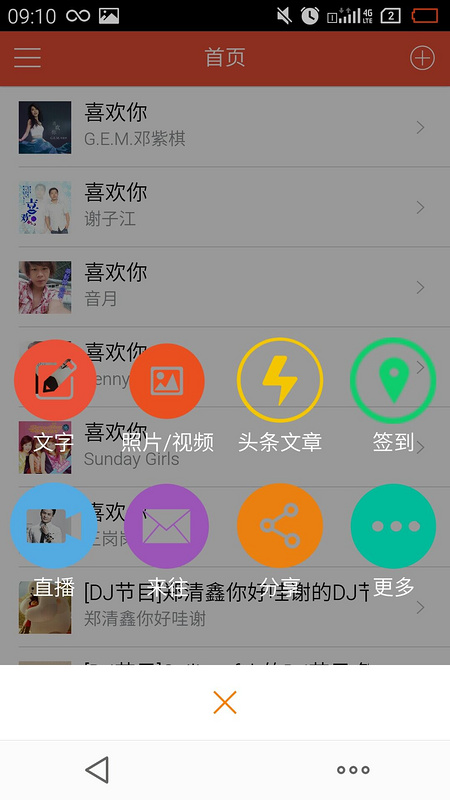 09:10
4G
LTE
2
首页
喜欢你
G.E.M.邓紫棋
喜欢你
谢子江
喜欢你
音月
喜欢你
enny
文字
照片/视频
头条文章
签到
喜欢你
Sunday Girls
喜欢你
直播
来往
分享
更多
[DJ节目]郑清鑫你好哇谢的DJ节
郑清鑫你好哇谢